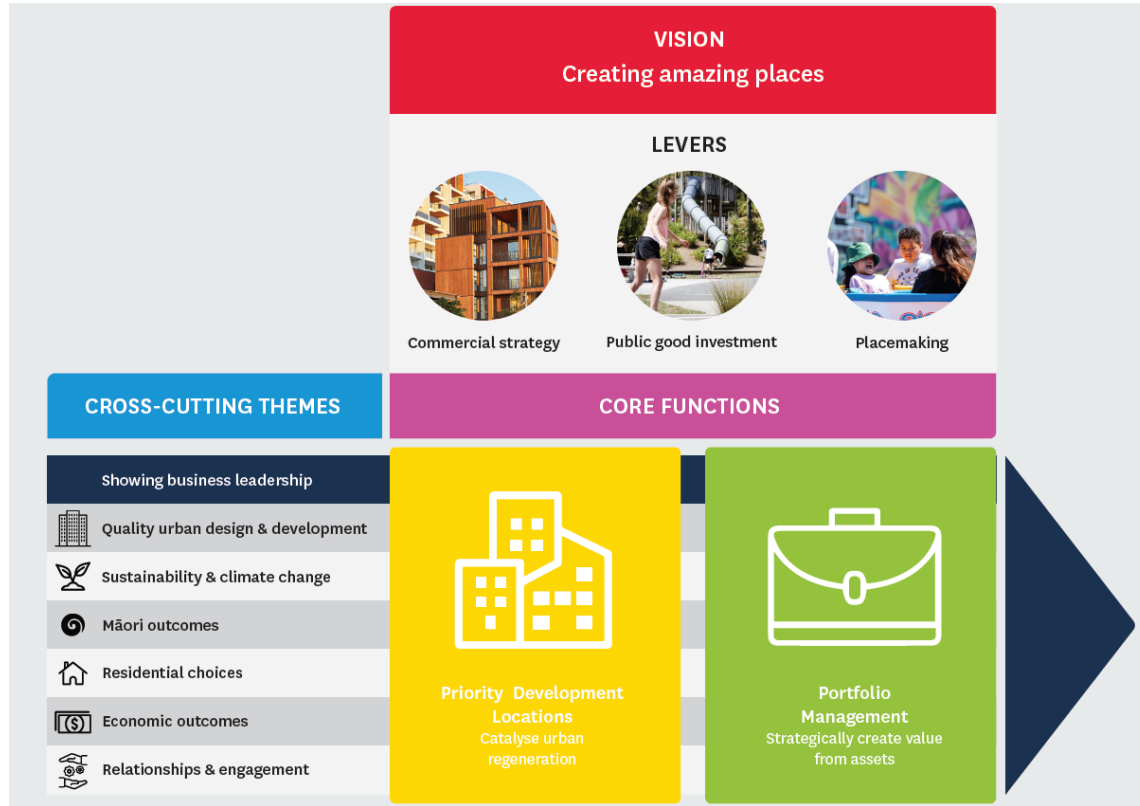 VISION
Creating amazing places
LEVERS
Commercial strategy
Public good investment
Placemaking
CROSS-CUTTING THEMES
CORE FUNCTIONS
Showing business leadership
Quality urban design & development
Sustainability & climate change
Māori outcomes
Residential choices
Economic outcomes
Relationships & engagement
Priority Development
Locations
Catalyse urban
regeneration
Portfolio
Management
Strategically create value
from assets